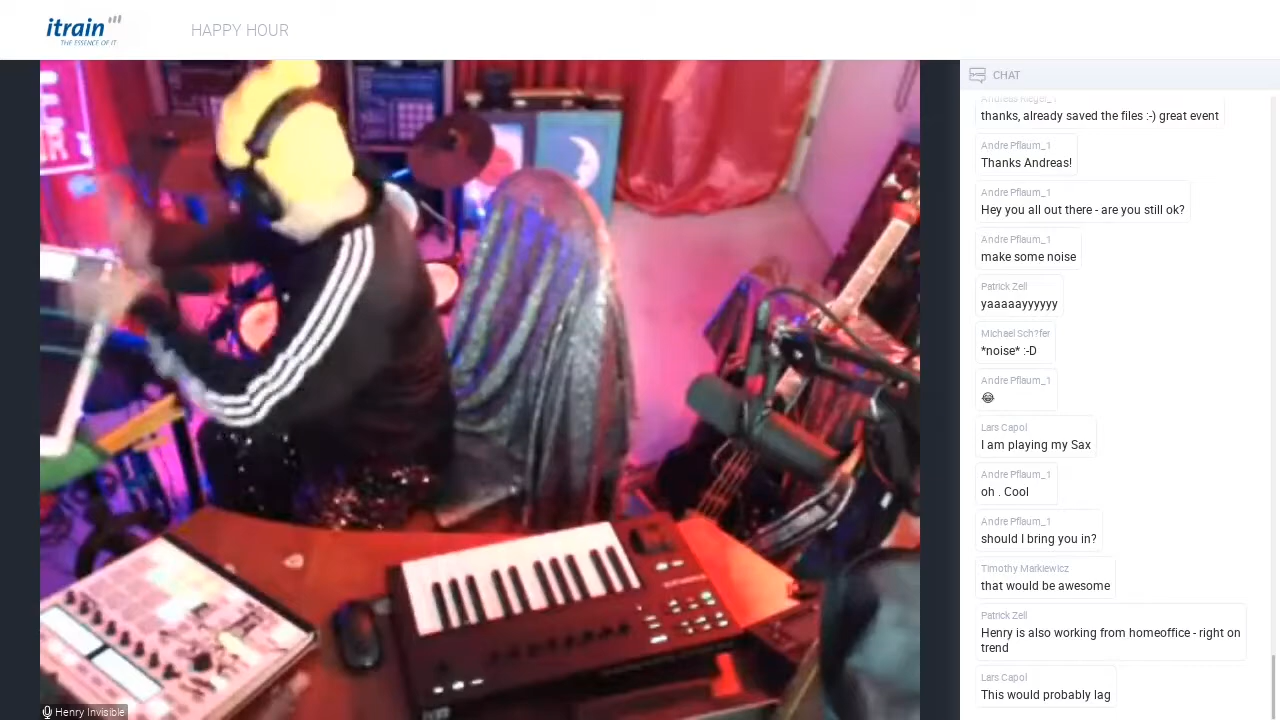 itrain
THE ESSENCE OF IT
HAPPY HOUR
CHAT
thanks, already saved the files :-) great event
Andre Pflaum_1
Thanks Andreas!
Andre Pflaum_1
Hey you all out there - are you still ok?
Andre Pflaum_1
make some noise
Patrick Zell
yaaaaayyyyyy
Michael Sch?fer
*noise* :-D
Andre Pflaum_1
😂
Lars Capol
I am playing my Sax
Andre Pflaum_1
oh . Cool
Andre Pflaum_1
should I bring you in?
Timothy Markiewicz
that would be awesome
Patrick Zell
Henry is also working from homeoffice - right on
trend
Lars Capol
This would probably lag
Henry Invisible